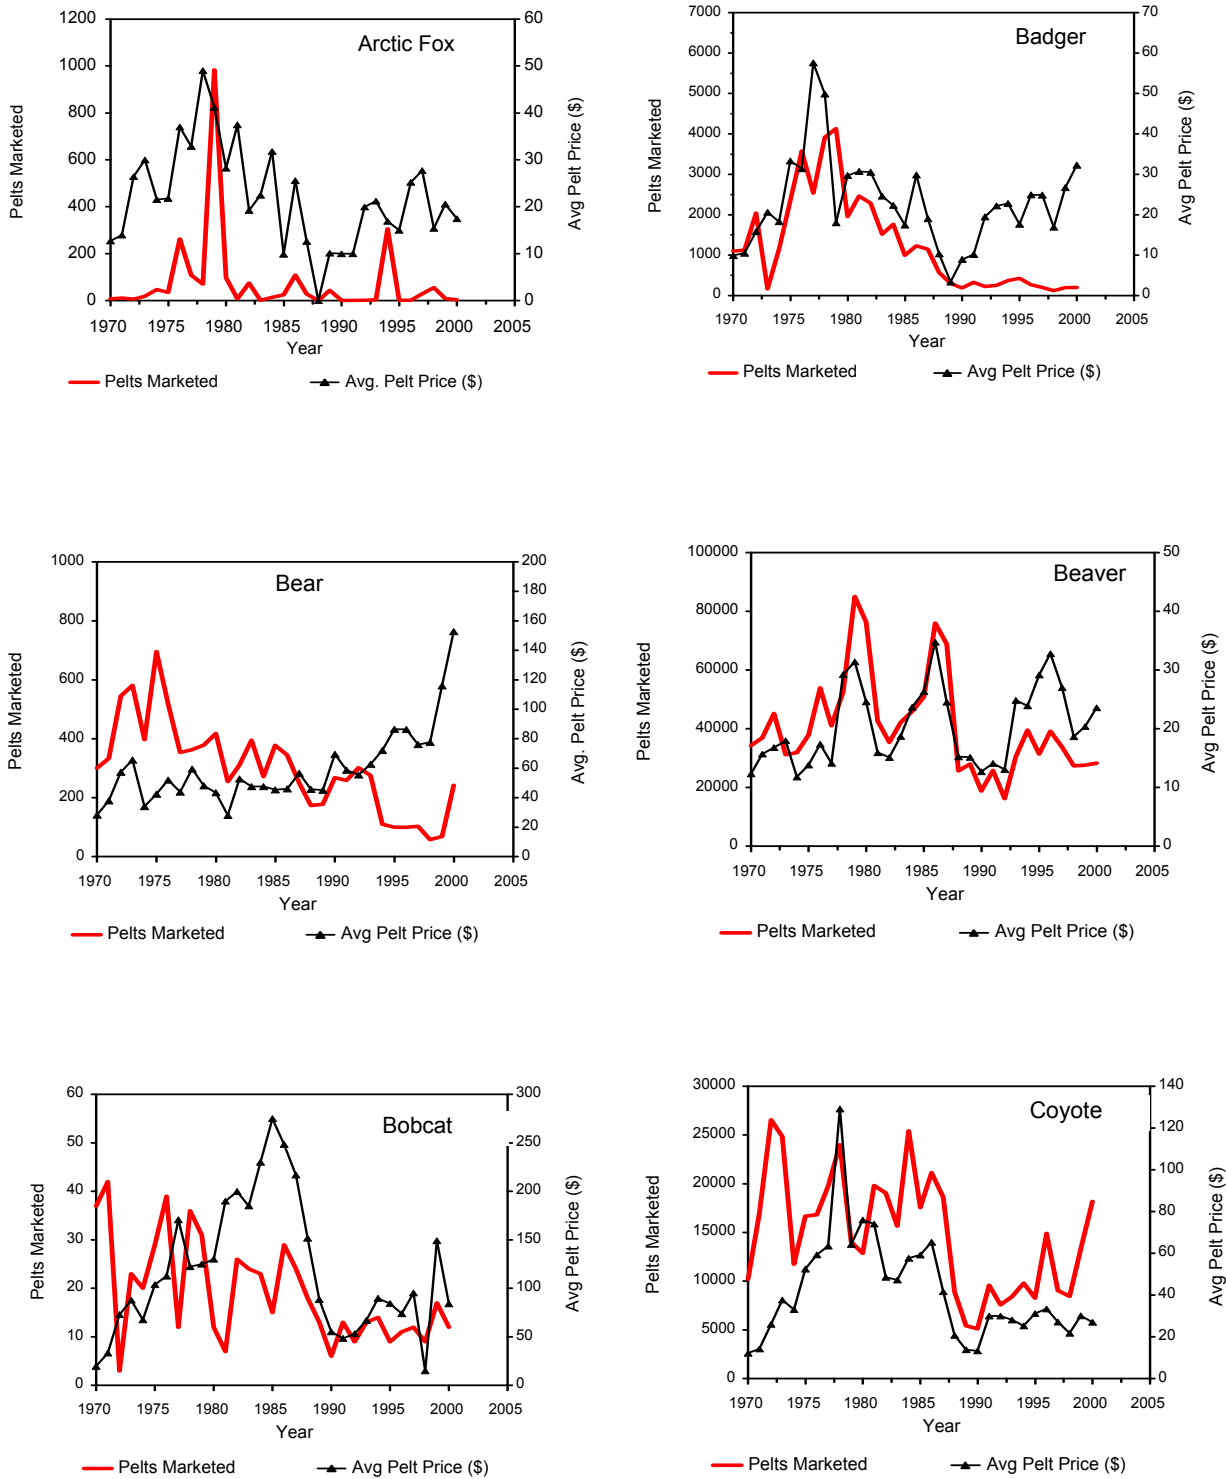 Arctic Fox
1200
1000
800
600
400
200
0
60
50
40
30
20
10
0
Pelts Marketed
Avg Pelt Price ($)
1970 1975 1980 1985 1990 1995 2000 2005
Year
Pelts Marketed Avg. Pelt Price ($)
Badger
7000
6000
5000
4000
3000
2000
1000
0
70
60
50
40
30
20
10
0
Pelts Marketed
Avg Pelt Price ($)
1970 1975 1980 1985 1990 1995 2000 2005
Year
Pelts Marketed Avg Pelt Price ($)
Bear
1000
800
600
400
200
0
200
180
160
140
120
100
80
60
40
20
0
Pelts Marketed
Avg. Pelt Price ($)
1970 1975 1980 1985 1990 1995 2000 2005
Year
Pelts Marketed Avg Pelt Price ($)
Beaver
100000
80000
60000
40000
20000
0
50
40
30
20
10
0
Pelts Marketed
Avg Pelt Price ($)
1970 1975 1980 1985 1990 1995 2000 2005
Year
Pelts Marketed Avg Pelt Price ($)
Bobcat
60
50
40
30
20
10
0
300
250
200
150
100
50
0
Pelts Marketed
Avg Pelt Price ($)
1970 1975 1980 1985 1990 1995 2000 2005
Year
Pelts Marketed Avg Pelt Price ($)
Coyote
30000
25000
20000
15000
10000
5000
0
140
120
100
80
60
40
20
0
Pelts Marketed
Avg Pelt Price ($)
1970 1975 1980 1985 1990 1995 2000 2005
Year
Pelts Marketed Avg Pelt Price ($)